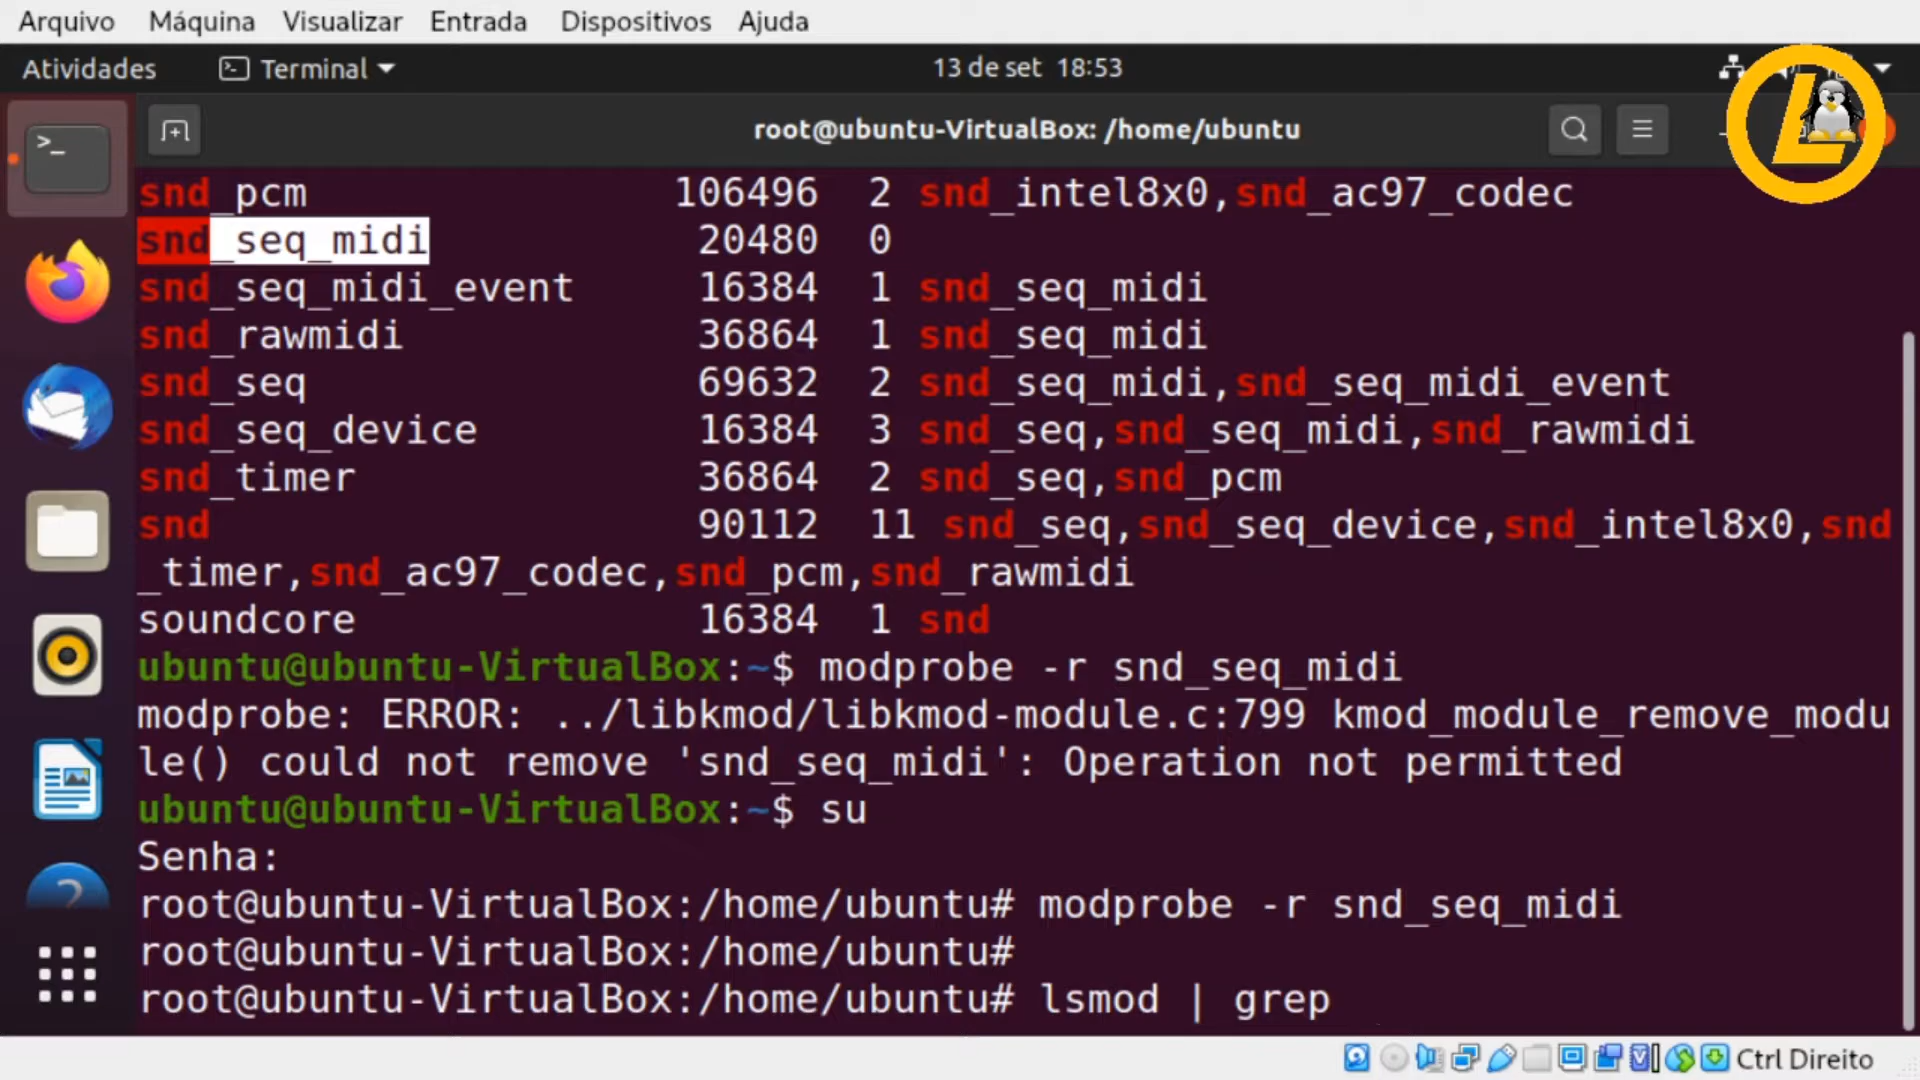 Arquivo Máquina Visualizar Entrada Dispositivos Ajuda
Atividades Terminal 13 de set 18:53
root@ubuntu-VirtualBox: /home/ubuntu
L
snd_pcm 106496 2 snd_intel8x0,snd_ac97_codec
snd_seq_midi 20480 0
snd_seq_midi_event 16384 1 snd_seq_midi
snd_rawmidi 36864 1 snd_seq_midi
snd_seq 69632 2 snd_seq_midi,snd_seq_midi_event
snd_seq_device 16384 3 snd_seq,snd_seq_midi,snd_rawmidi
snd_timer 36864 2 snd_seq,snd_pcm
snd 90112 11 snd_seq,snd_seq_device,snd_intel8x0,snd
_timer,snd_ac97_codec,snd_pcm,snd_rawmidi
soundcore 16384 1 snd
ubuntu@ubuntu-VirtualBox:~$ modprobe -r snd_seq_midi
modprobe: ERROR: ../libkmod/libkmod-module.c:799 kmod_module_remove_modu
le() could not remove 'snd_seq_midi': Operation not permitted
ubuntu@ubuntu-VirtualBox:~$ su
Senha:
root@ubuntu-VirtualBox:/home/ubuntu# modprobe -r snd_seq_midi
root@ubuntu-VirtualBox:/home/ubuntu#
root@ubuntu-VirtualBox:/home/ubuntu# lsmod | grep
Ctrl Direito